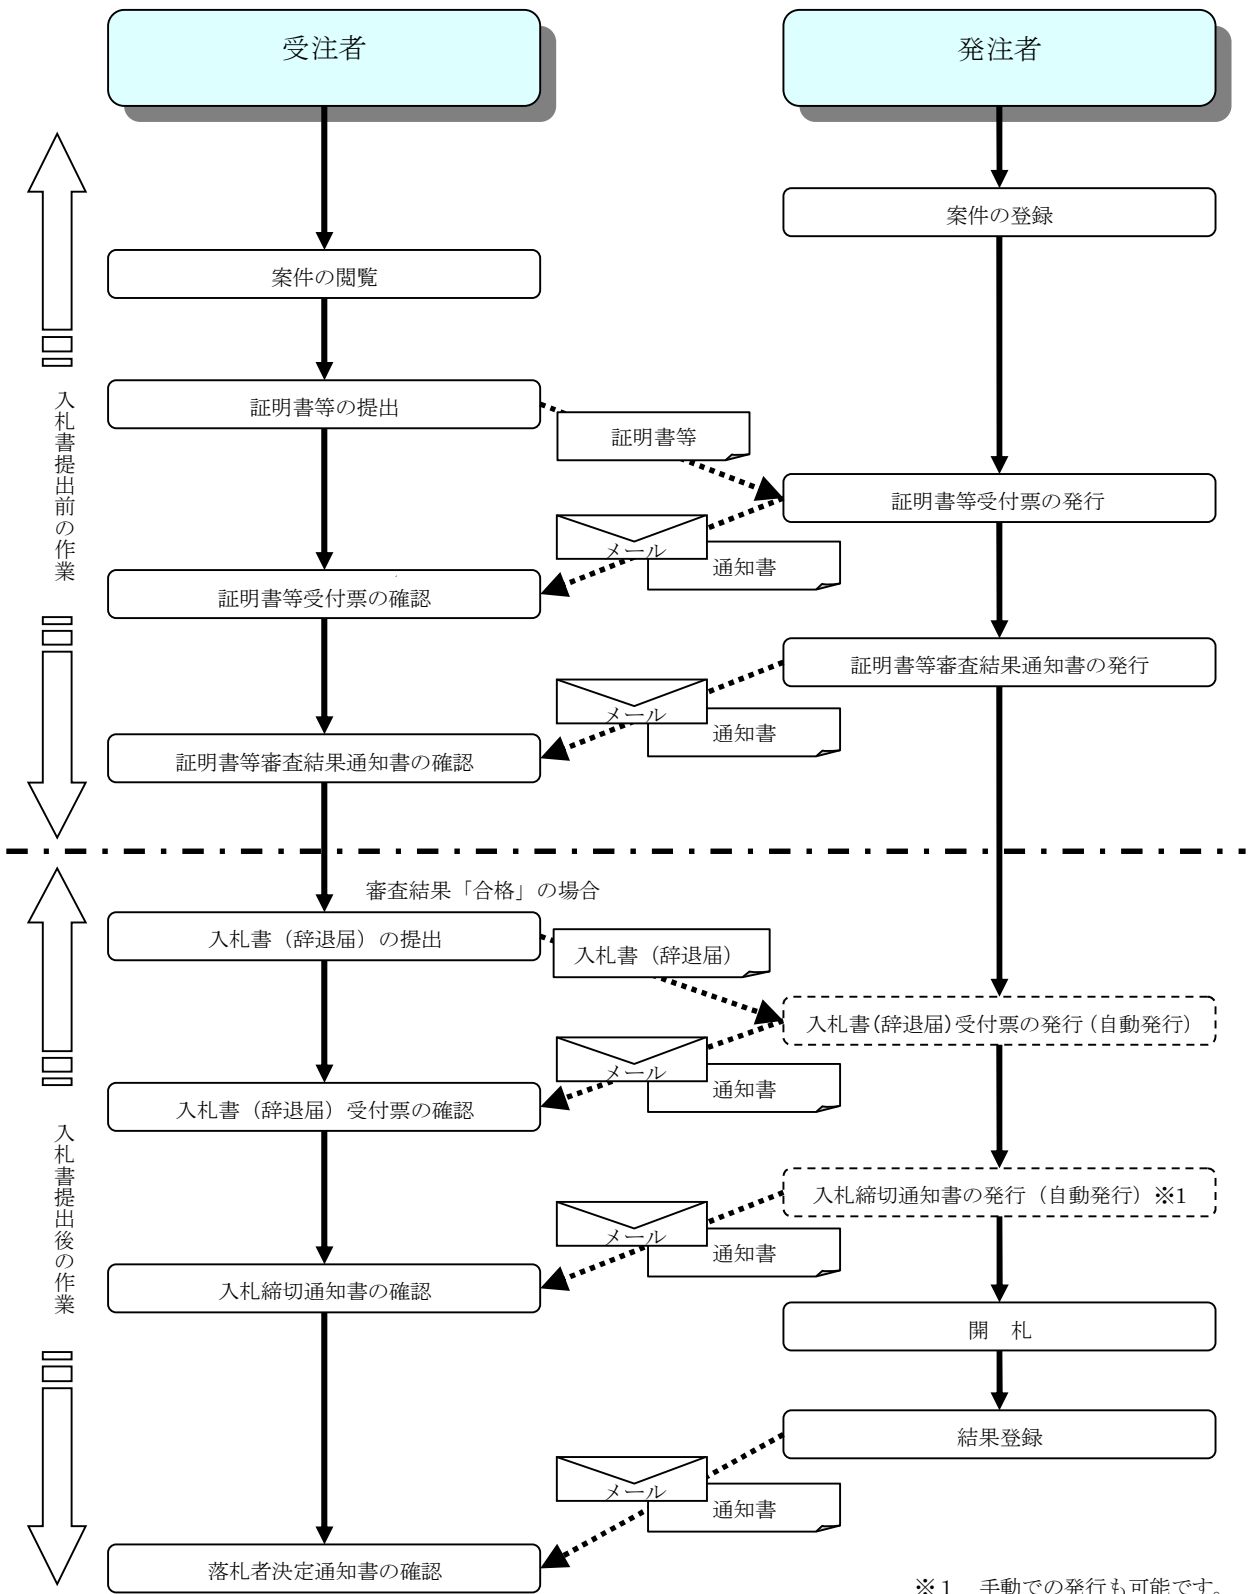 受注者
発注者
案件の登録
案件の閲覧
証明書等の提出
証明書等
証明書等受付票の発行
メール
通知書
証明書等受付票の確認
証明書等審査結果通知書の発行
メール
通知書
証明書等審査結果通知書の確認
入札書提出前の作業
審査結果「合格」の場合
入札書（辞退届）の提出
入札書（辞退届）
入札書(辞退届)受付票の発行(自動発行)
メール
通知書
入札書（辞退届）受付票の確認
入札締切通知書の発行（自動発行）※1
メール
通知書
入札締切通知書の確認
入札書提出後の作業
開　札
結果登録
メール
通知書
落札者決定通知書の確認
※１　手動での発行も可能です。